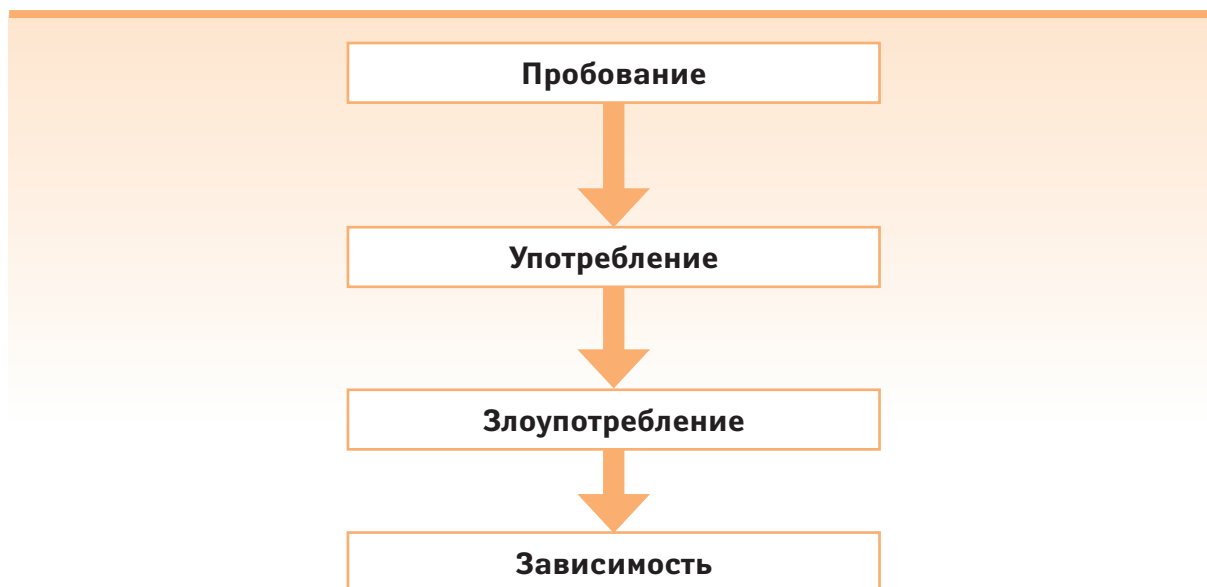 Пробование
Употребление
Злоупотребление
Зависимость